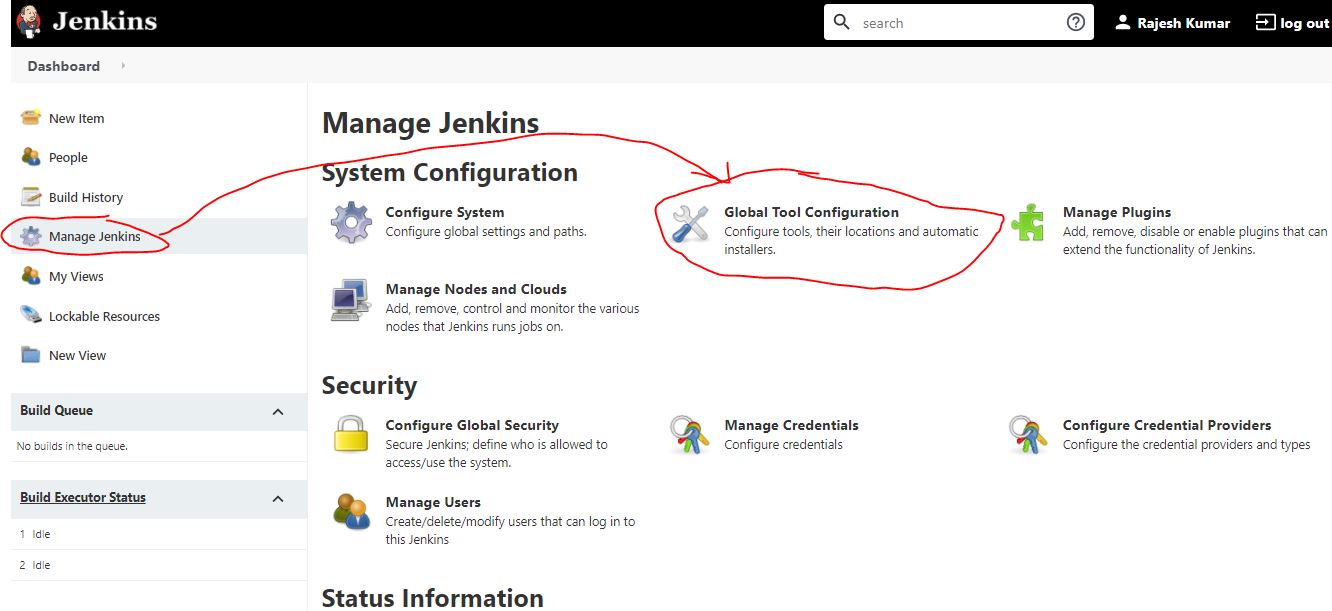 Jenkins
search
Rajesh Kumar
log out
Dashboard
New Item
People
Build History
Manage Jenkins
My Views
Lockable Resources
New View
Build Queue
No builds in the queue.
Build Executor Status
1 Idle
2 Idle
Manage Jenkins
System Configuration
Configure System
Configure global settings and paths.
Global Tool Configuration
Configure tools, their locations and automatic
installers.
Manage Plugins
Add, remove, disable or enable plugins that can
extend the functionality of Jenkins.
Manage Nodes and Clouds
Add, remove, control and monitor the various
nodes that Jenkins runs jobs on.
Security
Configure Global Security
Secure Jenkins; define who is allowed to
access/use the system.
Manage Credentials
Configure credentials
Configure Credential Providers
Configure the credential providers and types
Manage Users
Create/delete/modify users that can log in to
this Jenkins
Status Information